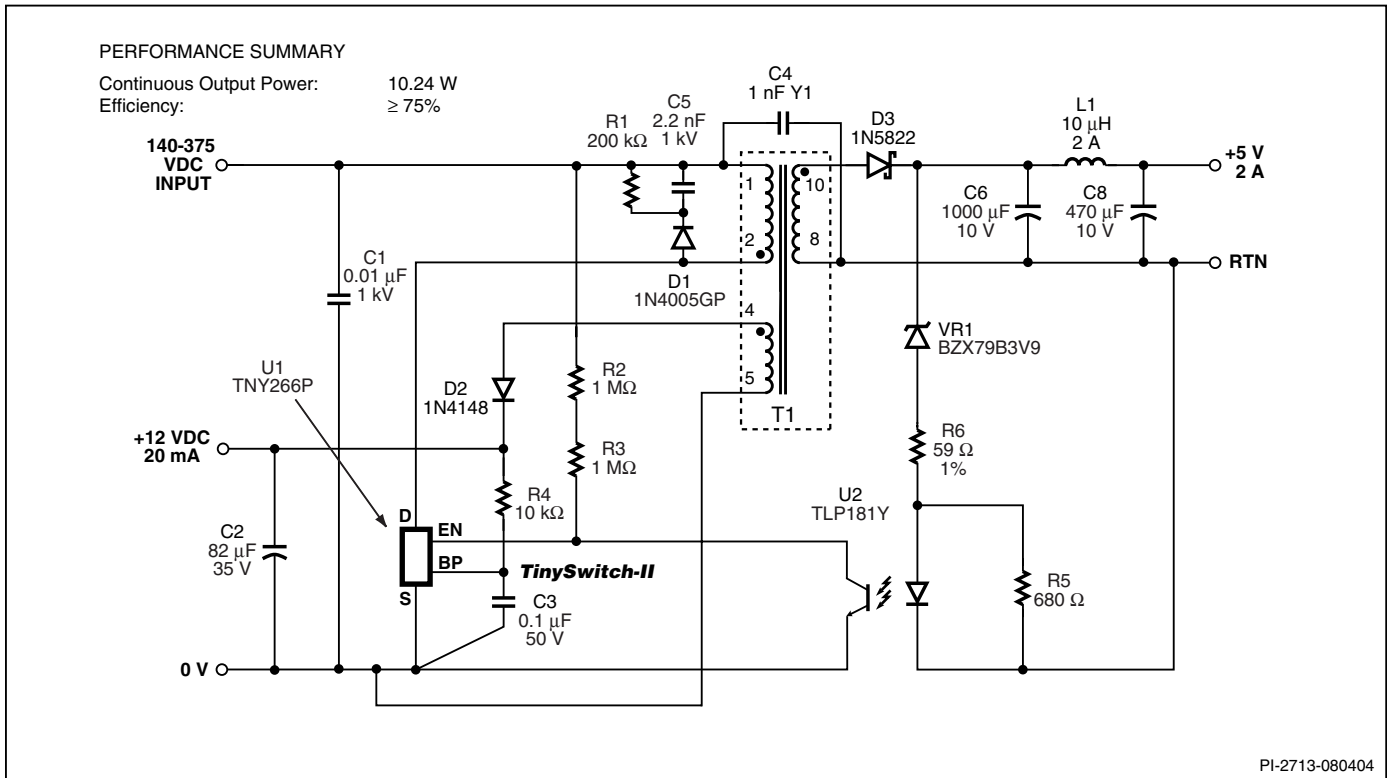 PERFORMANCE SUMMARY
Continuous Output Power: 10.24 W
Efficiency: ≥ 75%
C4
1 nF Y1
C5
2.2 nF
1 kV
R1
200 kΩ
D3
1N5822
L1
10 µH
2 A
140-375
VDC
INPUT
+5 V
2 A
1
10
2
8
C6
1000 µF
10 V
C8
470 µF
10 V
RTN
C1
0.01 µF
1 kV
D1
1N4005GP
4
5
T1
VR1
BZX79B3V9
U1
TNY266P
D2
1N4148
R2
1 MΩ
R3
1 MΩ
R6
59 Ω
1%
+12 VDC
20 mA
R4
10 kΩ
U2
TLP181Y
D
EN
BP
S
TinySwitch-II
C2
82 µF
35 V
C3
0.1 µF
50 V
R5
680 Ω
0 V
PI-2713-080404